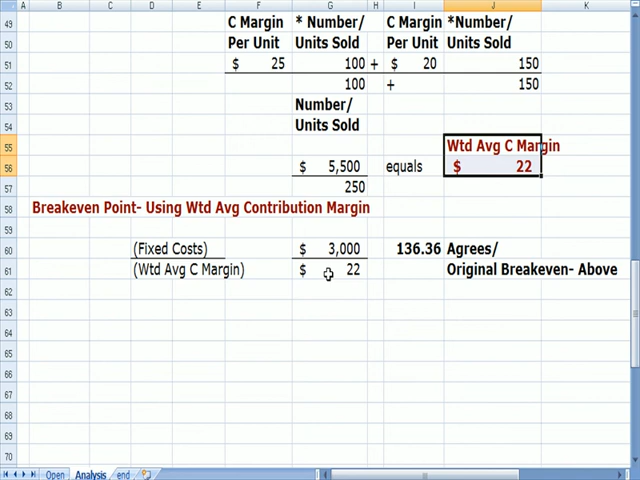 A B C D E F G H I J K
49 C Margin * Number/ C Margin *Number/
50 Per Unit Units Sold Per Unit Units Sold
51 $ 25 100 + $ 20 150
52 100 + 150
53 Number/
54 Units Sold
55 Wtd Avg C Margin
56 $ 5,500 equals $ 22
57 250
58 Breakeven Point- Using Wtd Avg Contribution Margin
59
60 (Fixed Costs) $ 3,000 136.36 Agrees/
61 (Wtd Avg C Margin) $ 22 Original Breakeven- Above
62
63
64
65
66
67
68
69
70
Open Analysis end